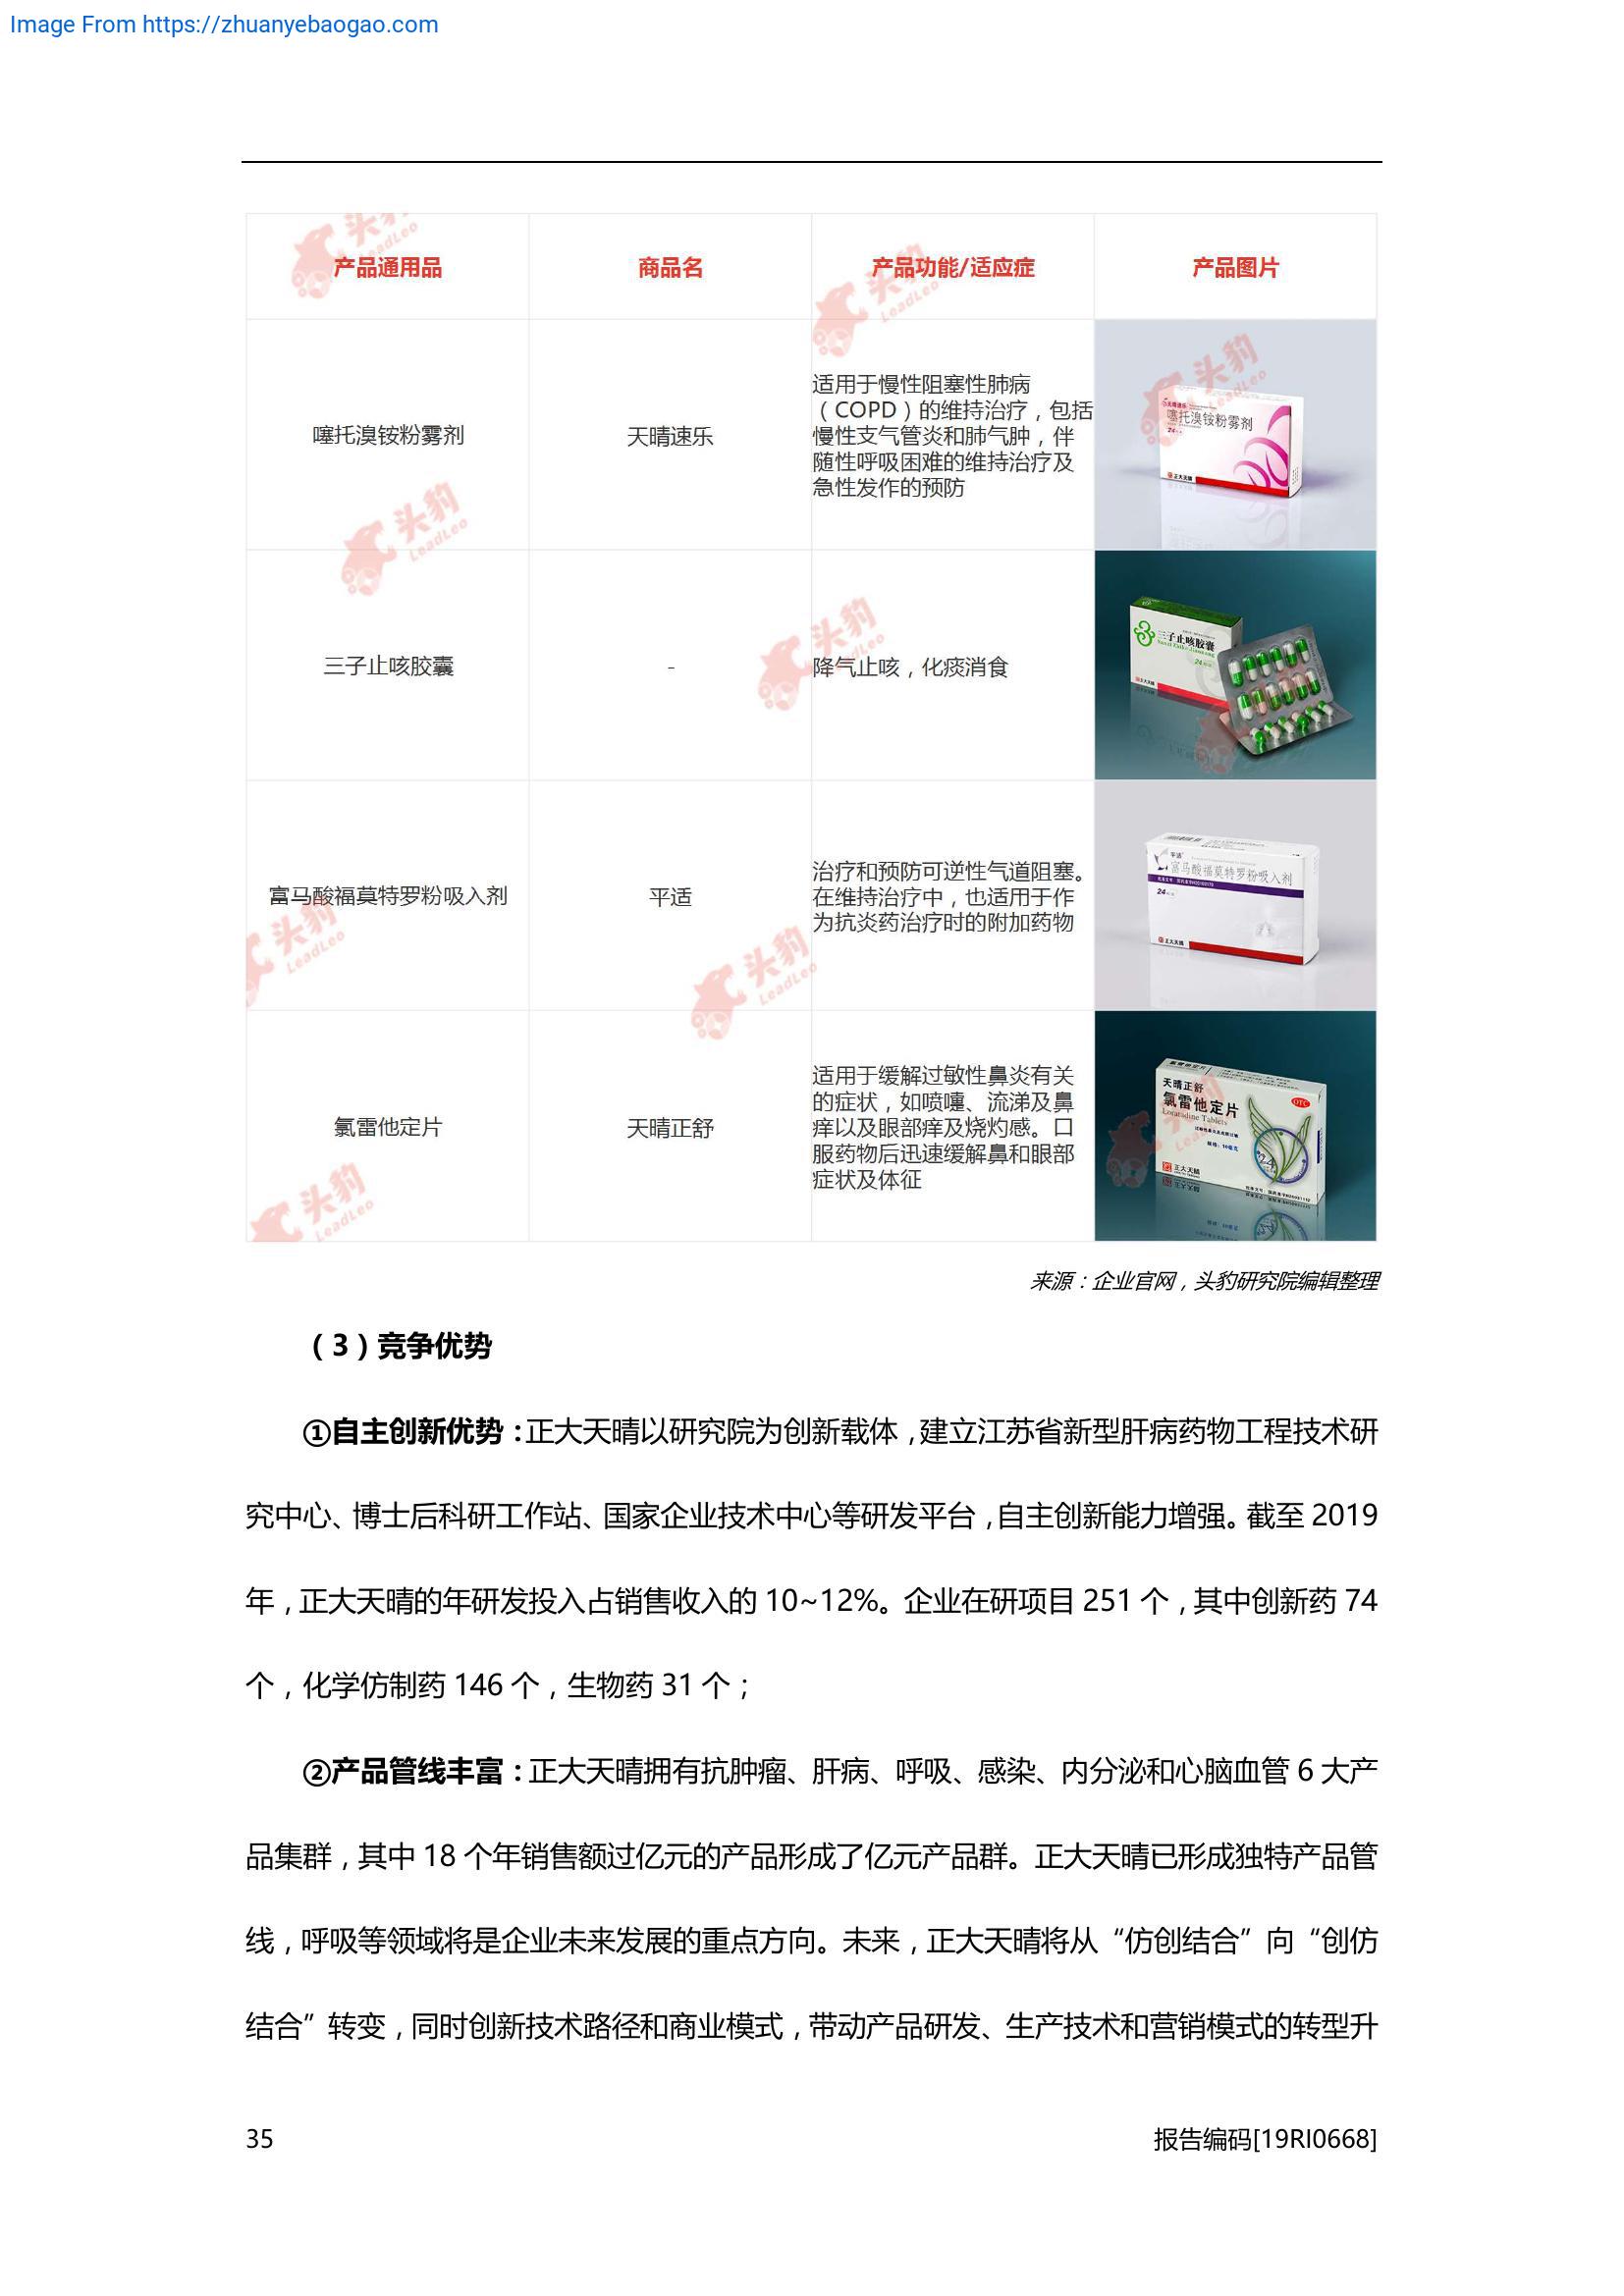 Image From https://zhuanyebaogao.com
产品通用品
商品名
产品功能/适应症
产品图片
噻托溴铵粉雾剂
天晴速乐
适用于慢性阻塞性肺病
（COPD）的维持治疗，包括
慢性支气管炎和肺气肿，伴
随性呼吸困难的维持治疗及
急性发作的预防
噻托溴铵粉雾剂
正大天晴
三子止咳胶囊
-
降气止咳，化痰消食
三子止咳胶囊
正大天晴
富马酸福莫特罗粉吸入剂
平适
治疗和预防可逆性气道阻塞。
在维持治疗中，也适用于作
为抗炎药治疗时的附加药物
平适
富马酸福莫特罗粉吸入剂
正大天晴
氯雷他定片
天晴正舒
适用于缓解过敏性鼻炎有关
的症状，如喷嚏、流涕及鼻
痒以及眼部痒及烧灼感。口
服药物后迅速缓解鼻和眼部
症状及体征
天晴正舒
氯雷他定片
Loratadine Tablets
OTC
正大天晴
头豹
LeadLeo
来源：企业官网，头豹研究院编辑整理
（3）竞争优势
①自主创新优势：正大天晴以研究院为创新载体，建立江苏省新型肝病药物工程技术研
究中心、博士后科研工作站、国家企业技术中心等研发平台，自主创新能力增强。截至 2019
年，正大天晴的年研发投入占销售收入的 10~12%。企业在研项目 251 个，其中创新药 74
个，化学仿制药 146 个，生物药 31 个；
②产品管线丰富：正大天晴拥有抗肿瘤、肝病、呼吸、感染、内分泌和心脑血管 6 大产
品集群，其中 18 个年销售额过亿元的产品形成了亿元产品群。正大天晴已形成独特产品管
线，呼吸等领域将是企业未来发展的重点方向。未来，正大天晴将从“仿创结合”向“创仿
结合”转变，同时创新技术路径和商业模式，带动产品研发、生产技术和营销模式的转型升
35
报告编码[19RI0668]